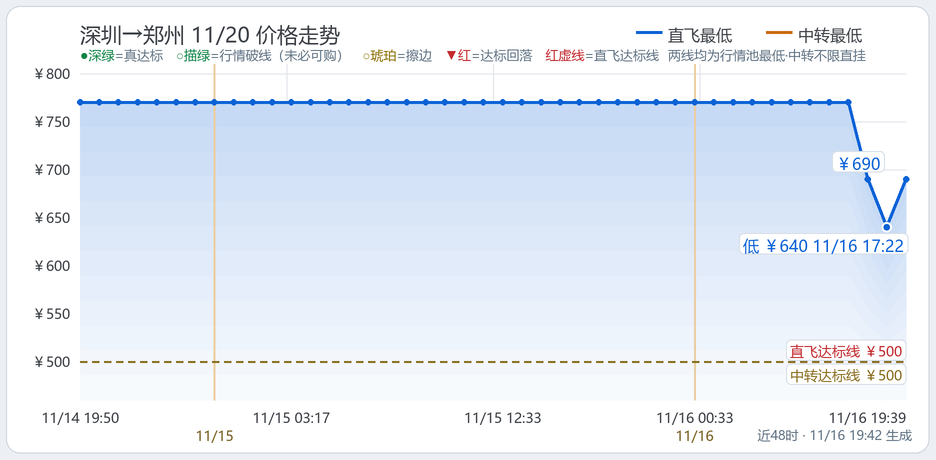 深圳→郑州 11/20 价格走势
直飞最低 中转最低
●深绿=真达标 ○描绿=行情破线（未必可购） ○琥珀=擦边 ▼红=达标回落 红虚线=直飞达标线 两线均为行情池最低·中转不限直挂
￥800
￥750
￥700
￥690
￥650
低 ￥640 11/16 17:22
￥600
￥550
直飞达标线 ￥500
￥500
中转达标线 ￥500
11/14 19:50 11/15 03:17 11/15 12:33 11/16 00:33 11/16 19:39
11/15 11/16 近48时 · 11/16 19:42 生成